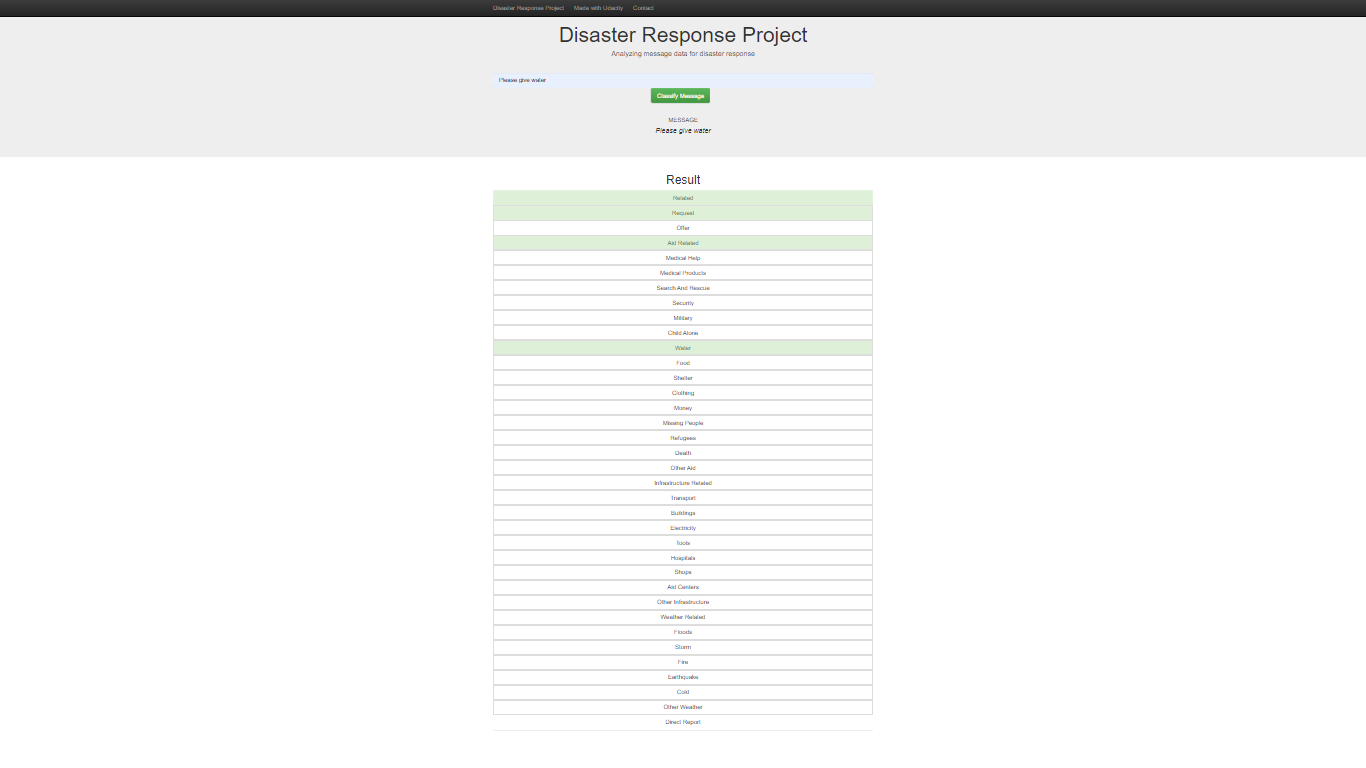 Disaster Response Project Made with Udacity Contact
Disaster Response Project
Analyzing message data for disaster response
Please give water
Classify Message
MESSAGE
Please give water
Result
Related
Request
Offer
Aid Related
Medical Help
Medical Products
Search And Rescue
Security
Military
Child Alone
Water
Food
Shelter
Clothing
Money
Missing People
Refugees
Death
Other Aid
Infrastructure Related
Transport
Buildings
Electricity
Tools
Hospitals
Shops
Aid Centers
Other Infrastructure
Weather Related
Floods
Storm
Fire
Earthquake
Cold
Other Weather
Direct Report